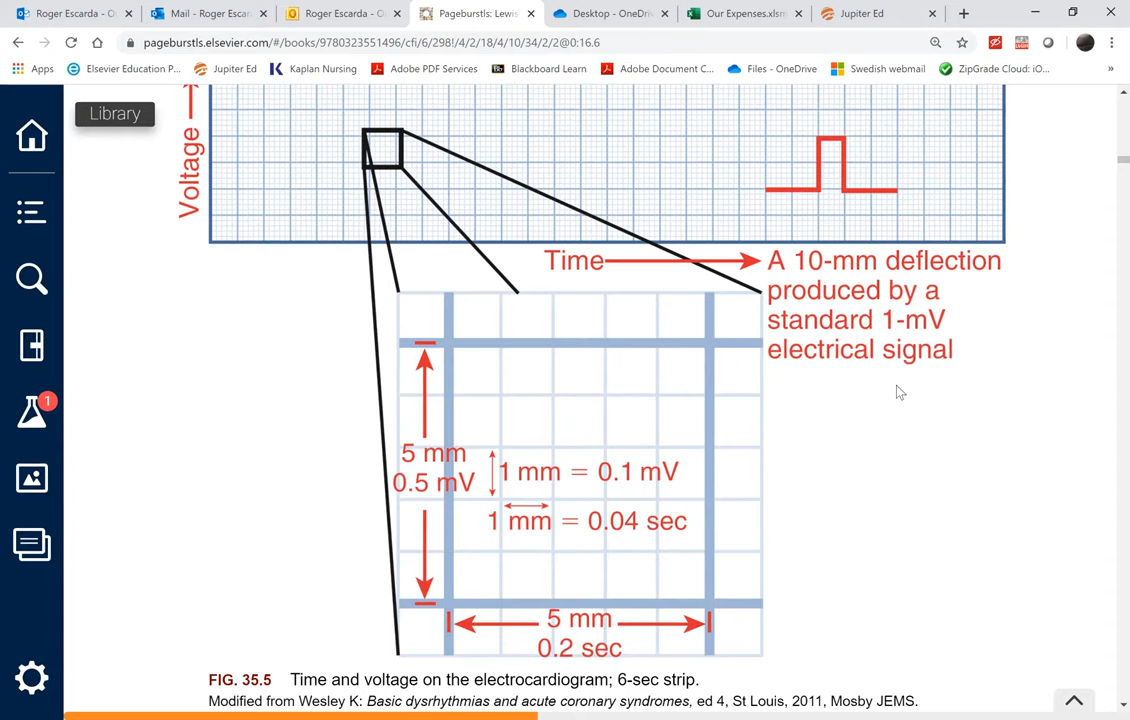 Roger Escarda - O
Mail - Roger Escar
Roger Escarda - O
Pageburstls: Lewis
Desktop - OneDriv
Our Expenses.xlsm
Jupiter Ed
pageburstls.elsevier.com/#/books/9780323551496/cfi/6/298!/4/2/18/4/10/34/2/2@0:16.6
Apps
Elsevier Education P...
Jupiter Ed
Kaplan Nursing
Adobe PDF Services
Blackboard Learn
Adobe Document C...
Files - OneDrive
Swedish webmail
ZipGrade Cloud: iO...
»
Library
Voltage
Time
A 10-mm deflection
produced by a
standard 1-mV
electrical signal
5 mm
0.5 mV
1 mm = 0.1 mV
1 mm = 0.04 sec
5 mm
0.2 sec
1
FIG. 35.5 Time and voltage on the electrocardiogram; 6-sec strip.
Modified from Wesley K: Basic dysrhythmias and acute coronary syndromes, ed 4, St Louis, 2011, Mosby JEMS.